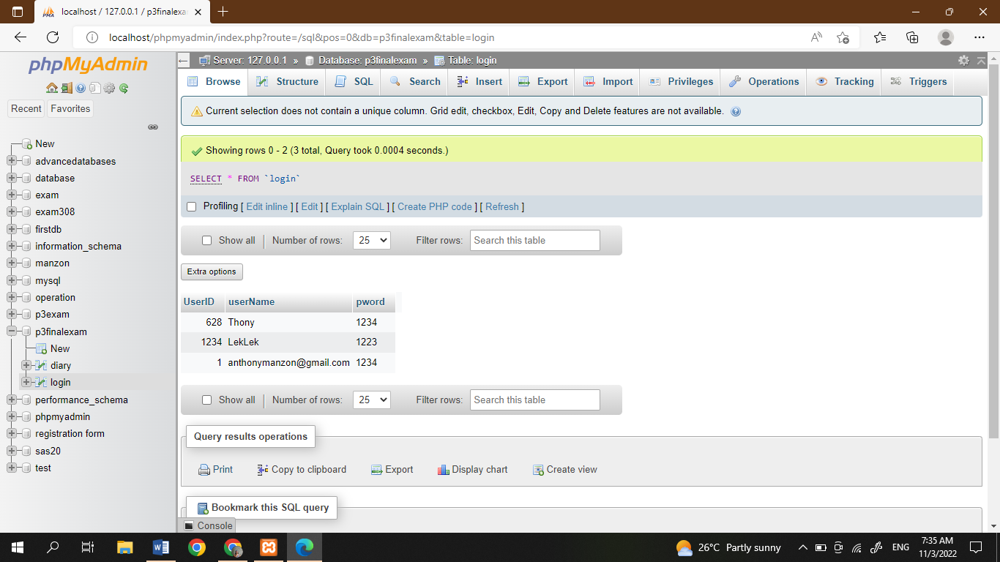 localhost / 127.0.0.1 / p3finalexa
localhost/phpmyadmin/index.php?route=/sql&pos=0&db=p3finalexam&table=login
phpMyAdmin
Recent Favorites
New
advancedatabases
database
exam
exam308
firstdb
information_schema
manzon
mysql
operation
p3exam
p3finalexam
New
diary
login
performance_schema
phpmyadmin
registration form
sas20
test
Server: 127.0.0.1 » Database: p3finalexam » Table: login
Browse Structure SQL Search Insert Export Import Privileges Operations Tracking Triggers
Current selection does not contain a unique column. Grid edit, checkbox, Edit, Copy and Delete features are not available.
Showing rows 0 - 2 (3 total, Query took 0.0004 seconds.)
SELECT * FROM `login`
Profiling [ Edit inline ] [ Edit ] [ Explain SQL ] [ Create PHP code ] [ Refresh ]
Show all Number of rows: 25 Filter rows: Search this table
Extra options
UserID userName pword
628 Thony 1234
1234 LekLek 1223
1 anthonymanzon@gmail.com 1234
Show all Number of rows: 25 Filter rows: Search this table
Query results operations
Print Copy to clipboard Export Display chart Create view
Bookmark this SQL query
Console
26°C Partly sunny ENG 7:35 AM
11/3/2022